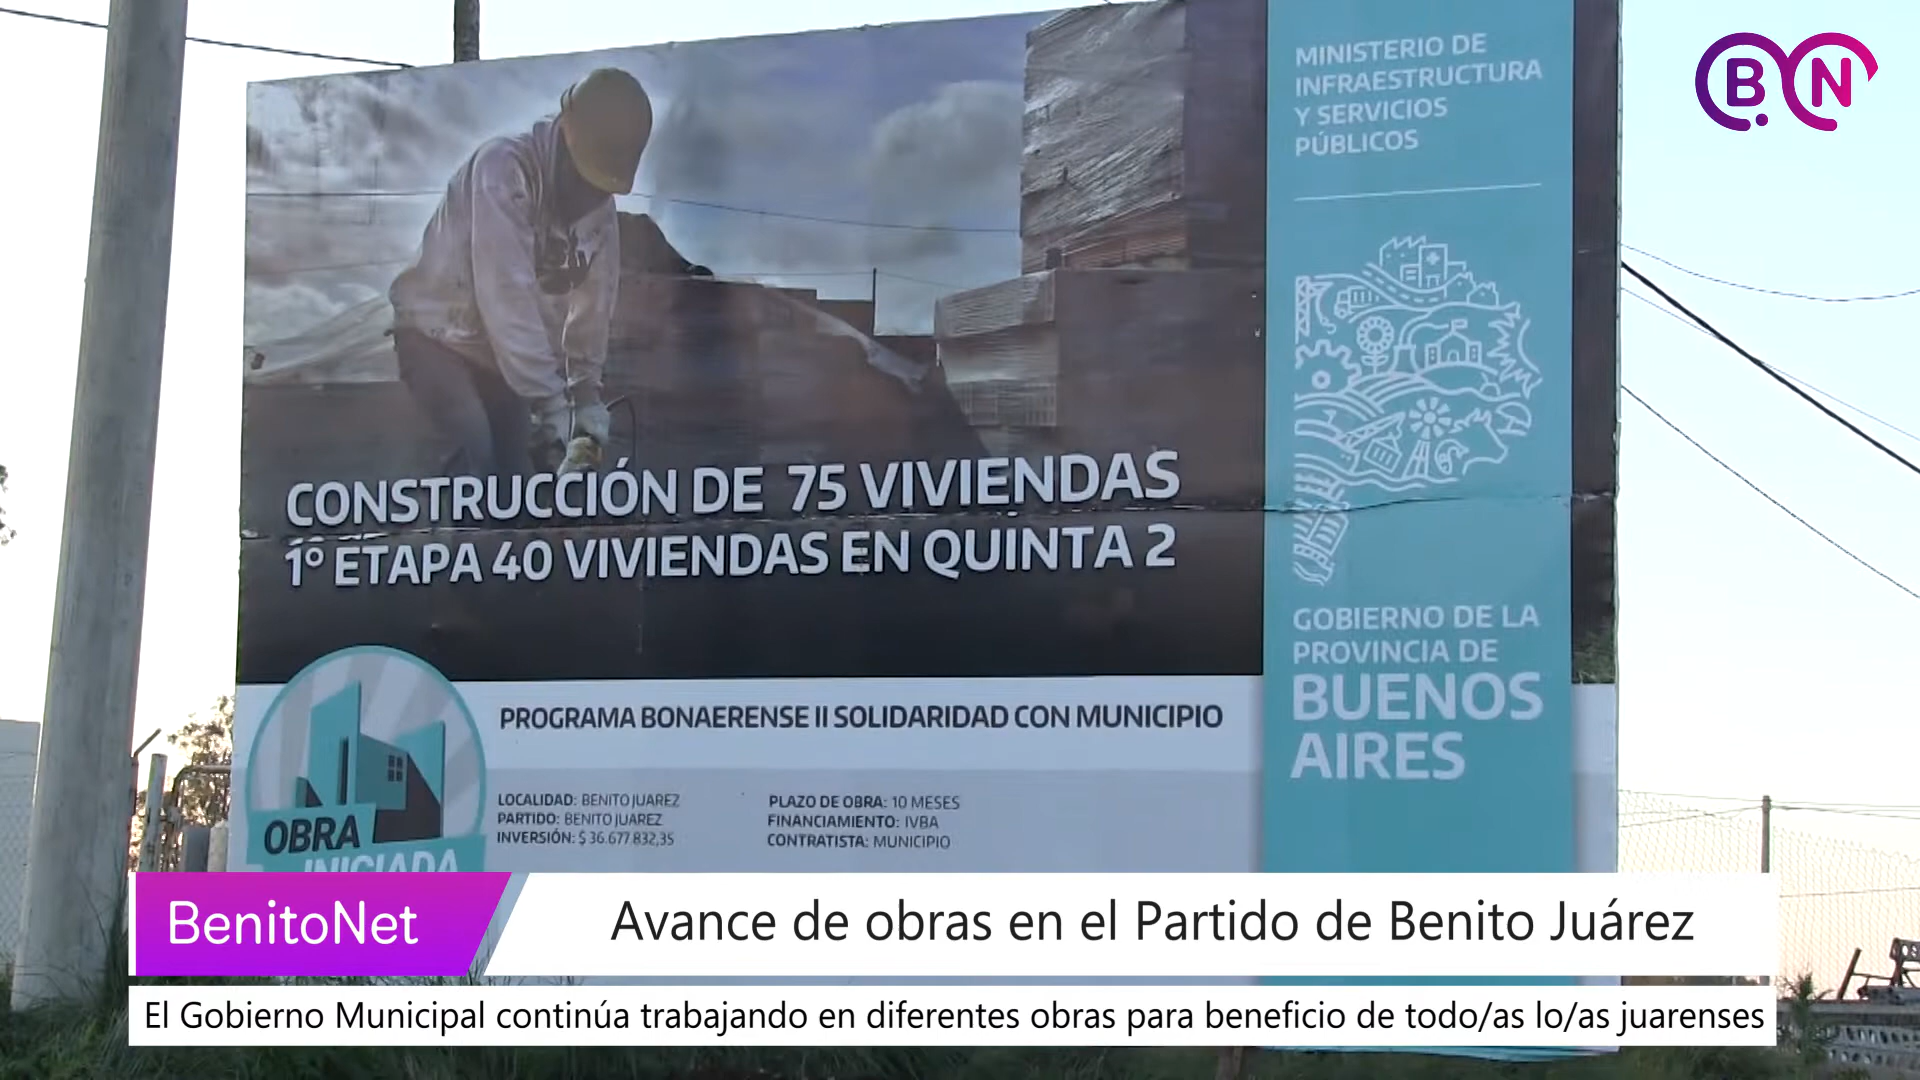 MINISTERIO DE
INFRAESTRUCTURA
Y SERVICIOS
PÚBLICOS
BN
CONSTRUCCIÓN DE 75 VIVIENDAS
1º ETAPA 40 VIVIENDAS EN QUINTA 2
GOBIERNO DE LA
PROVINCIA DE
BUENOS
AIRES
PROGRAMA BONAERENSE II SOLIDARIDAD CON MUNICIPIO
LOCALIDAD: BENITO JUAREZ
PARTIDO: BENITO JUAREZ
INVERSIÓN: $ 36.677.832,35
PLAZO DE OBRA: 10 MESES
FINANCIAMIENTO: IVBA
CONTRATISTA: MUNICIPIO
OBRA
INICIADA
BenitoNet
Avance de obras en el Partido de Benito Juárez
El Gobierno Municipal continúa trabajando en diferentes obras para beneficio de todo/as lo/as juarenses